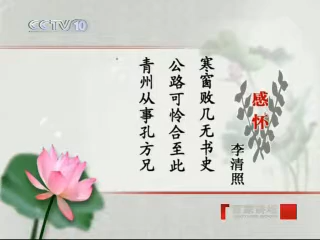 CCTV10
感怀
李清照
寒窗败几无书史
公路可怜合至此
青州从事孔方兄